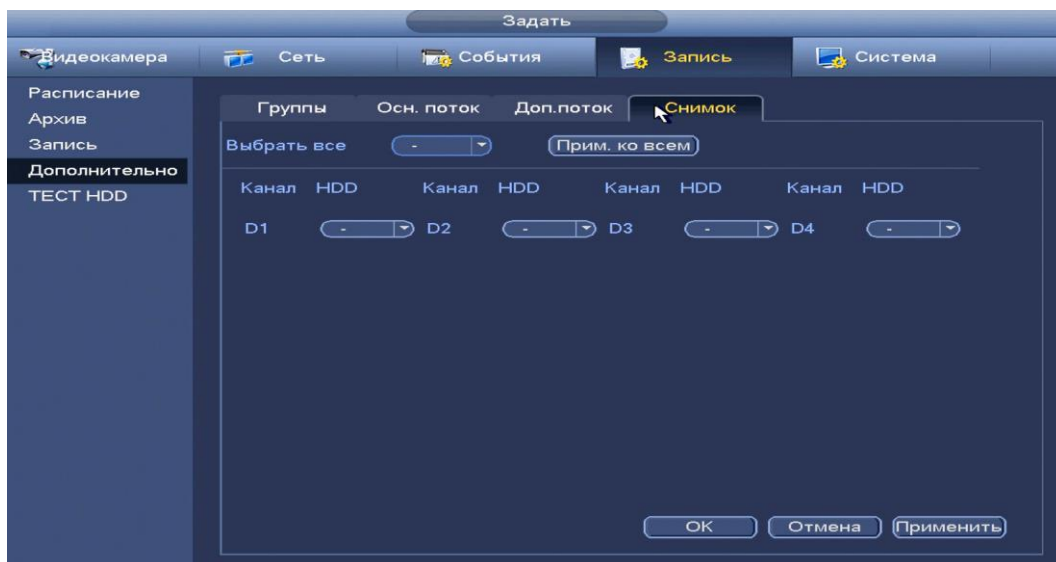 Задать
Видеокамера Сеть События Запись Система
Расписание
Архив
Запись
Дополнительно
ТЕСТ HDD
Группы Осн. поток Доп.поток Снимок
Выбрать все - Прим. ко всем
Канал HDD Канал HDD Канал HDD Канал HDD
D1 - D2 - D3 - D4 -
OK Отмена Применить